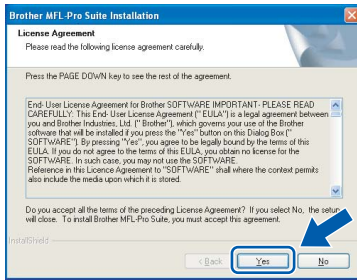 Brother MFL-Pro Suite Installation
License Agreement
Please read the following license agreement carefully.
Press the PAGE DOWN key to see the rest of the agreement.
End- User License Agreement for Brother SOFTWARE IMPORTANT- PLEASE READ
CAREFULLY: This End- User License Agreement ("EULA") is a legal agreement between
you and Brother Industries, Ltd. ("Brother"), which governs your use of the Brother
software that will be installed if you press the "Yes" button on this Dialog Box ("
SOFTWARE"). By pressing "Yes", you agree to be legally bound by the terms of this
EULA. If you do not agree to the terms of this EULA, you obtain no license for the
SOFTWARE. In such case, you may not use the SOFTWARE.
Reference in this Licence Agreement to "SOFTWARE" shall where the context permits
also include the media upon which it is stored.
Do you accept all the terms of the preceding License Agreement? If you select No, the setup
will close. To install Brother MFL-Pro Suite, you must accept this agreement.
InstallShield
< Back
Yes
No